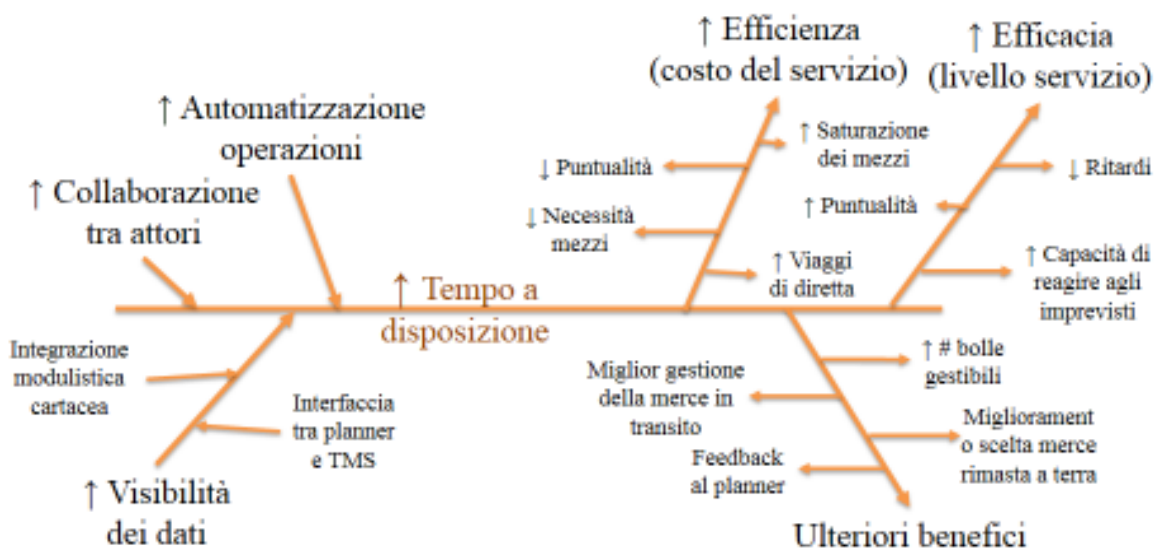 ↑ Efficienza
(costo del servizio)
↑ Efficacia
(livello servizio)
↑ Automatizzazione
operazioni
↑ Saturazione
dei mezzi
↓ Puntualità
↓ Ritardi
↑ Collaborazione
tra attori
↓ Necessità
mezzi
↑ Puntualità
↑ Viaggi
di diretta
↑ Capacità di
reagire agli
imprevisti
↑ Tempo a
disposizione
Integrazione
modulistica
cartacea
Interfaccia
tra planner
e TMS
↑ Visibilità
dei dati
↑ # bolle
gestibili
Miglior gestione
della merce in
transito
Migliorament
o scelta merce
rimasta a terra
Feedback
al planner
Ulteriori benefici